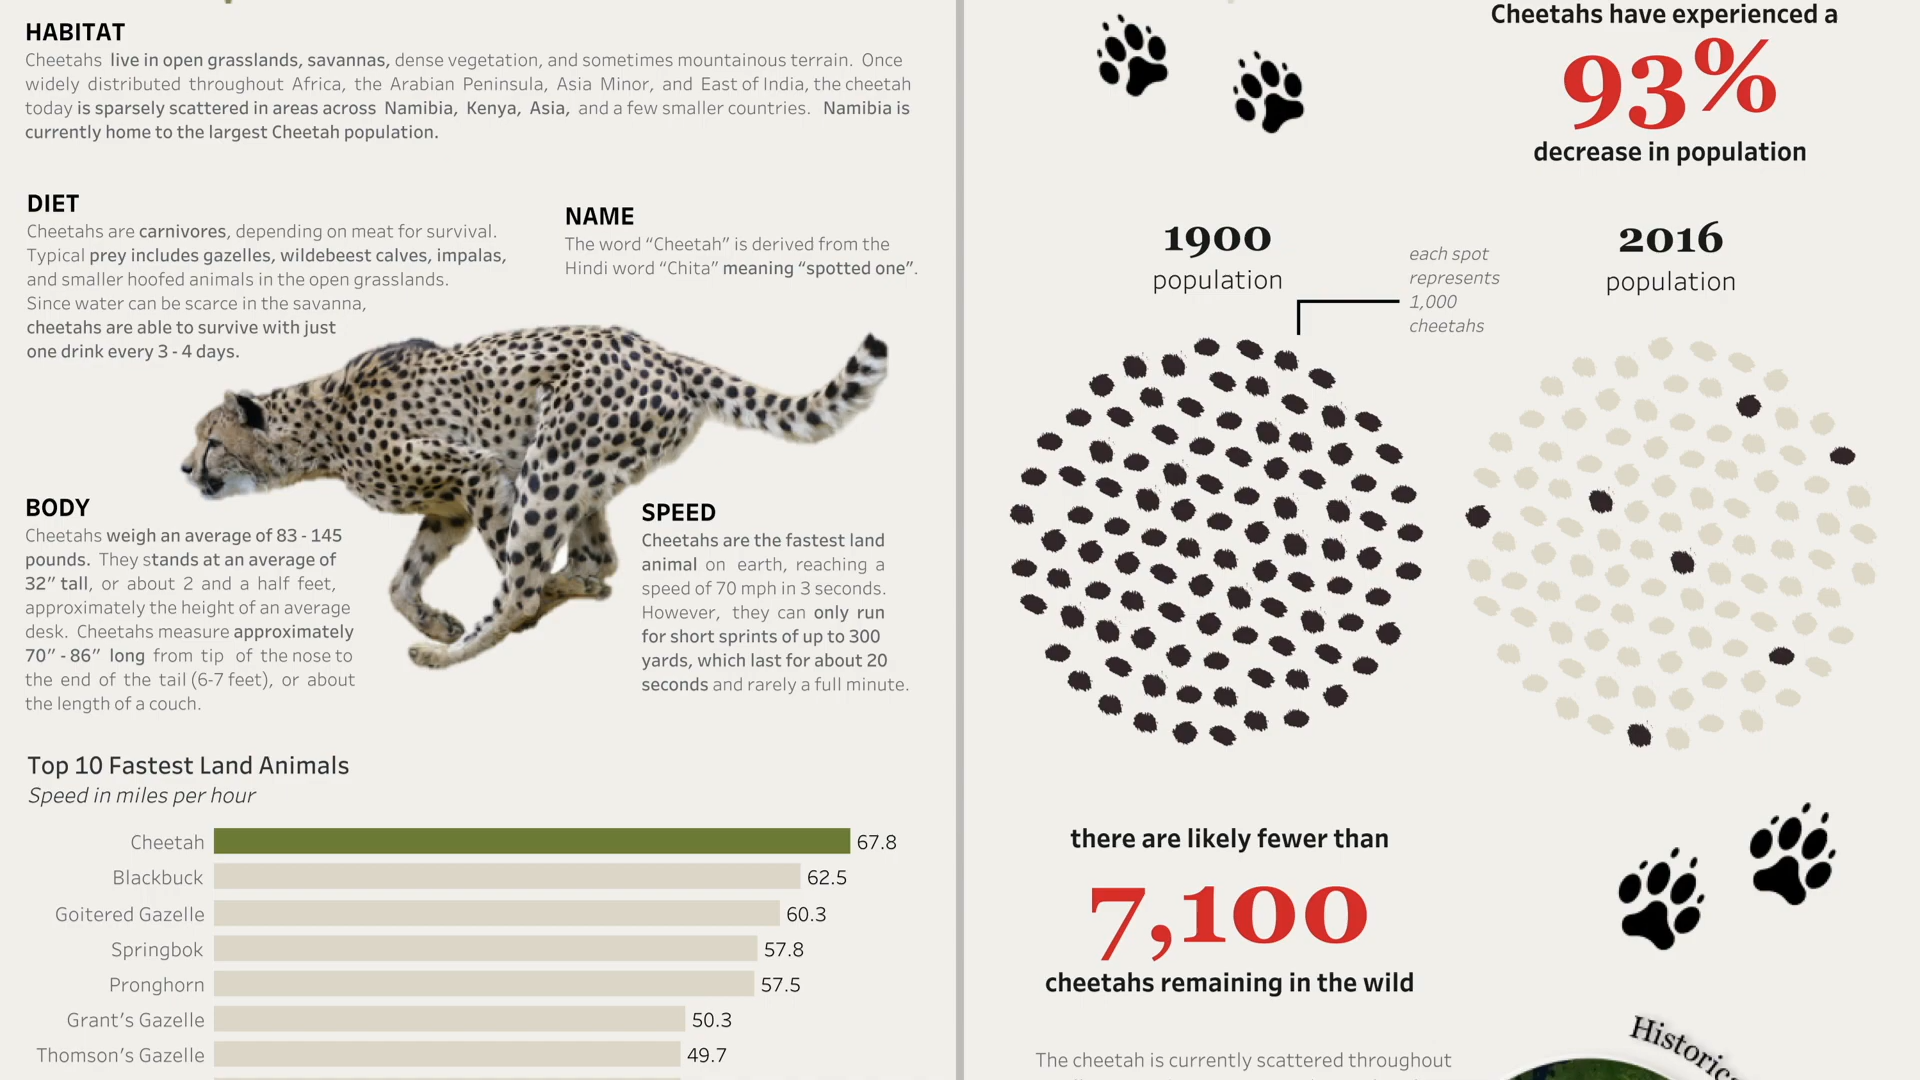 HABITAT
Cheetahs live in open grasslands, savannas, dense vegetation, and sometimes mountainous terrain. Once
widely distributed throughout Africa, the Arabian Peninsula, Asia Minor, and East of India, the cheetah
today is sparsely scattered in areas across Namibia, Kenya, Asia, and a few smaller countries. Namibia is
currently home to the largest Cheetah population.
DIET
Cheetahs are carnivores, depending on meat for survival.
Typical prey includes gazelles, wildebeest calves, impalas,
and smaller hoofed animals in the open grasslands.
Since water can be scarce in the savanna,
cheetahs are able to survive with just
one drink every 3 - 4 days.
NAME
The word “Cheetah” is derived from the
Hindi word “Chita” meaning “spotted one”.
BODY
Cheetahs weigh an average of 83 - 145
pounds. They stands at an average of
32” tall, or about 2 and a half feet,
approximately the height of an average
desk. Cheetahs measure approximately
70” - 86” long from tip of the nose to
the end of the tail (6-7 feet), or about
the length of a couch.
SPEED
Cheetahs are the fastest land
animal on earth, reaching a
speed of 70 mph in 3 seconds.
However, they can only run
for short sprints of up to 300
yards, which last for about 20
seconds and rarely a full minute.
Top 10 Fastest Land Animals
Speed in miles per hour
Cheetah 67.8
Blackbuck 62.5
Goitered Gazelle 60.3
Springbok 57.8
Pronghorn 57.5
Grant’s Gazelle 50.3
Thomson’s Gazelle 49.7
Cheetahs have experienced a
93%
decrease in population
1900
population
each spot
represents
1,000
cheetahs
2016
population
there are likely fewer than
7,100
cheetahs remaining in the wild
The cheetah is currently scattered throughout